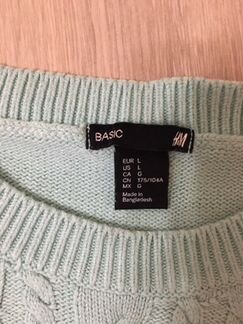 BASIC
H&M
EUR L
US L
CA G
CN 175/104A
MX G
Made in
Bangladesh